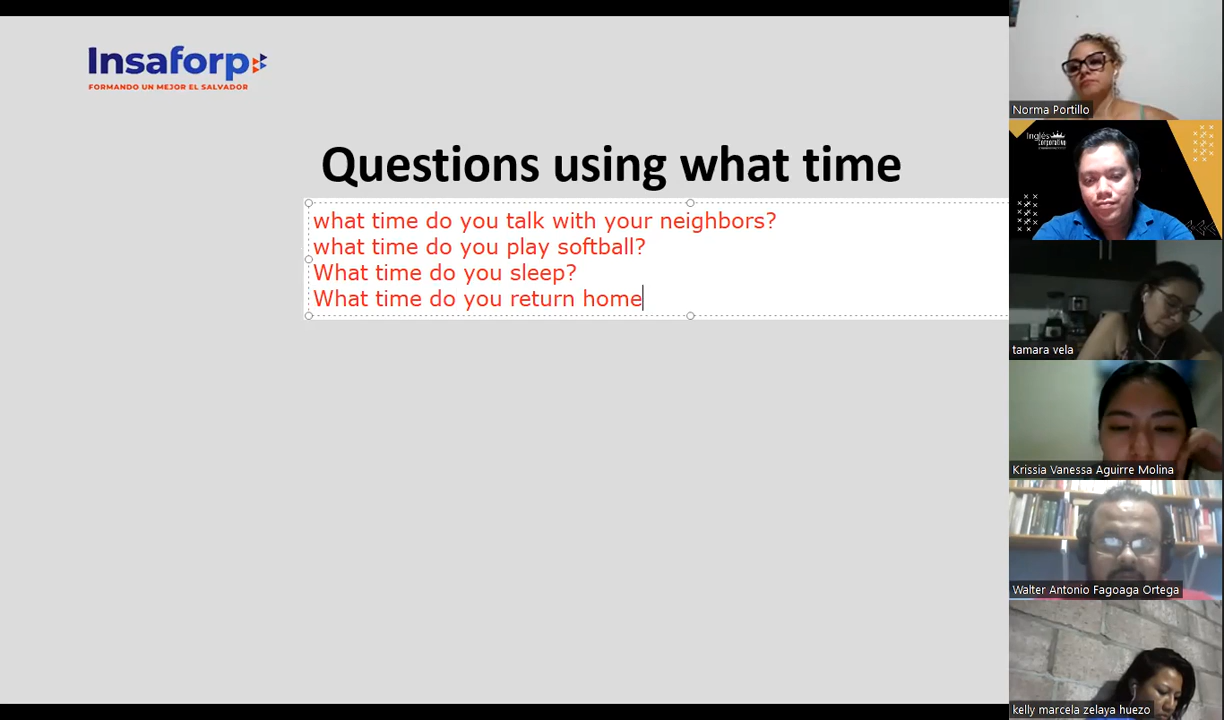 Insaforp
FORMANDO UN MEJOR EL SALVADOR
Questions using what time
what time do you talk with your neighbors?
what time do you play softball?
What time do you sleep?
What time do you return home
Norma Portillo
Inglés
Corporativo
tamara vela
Krissia Vanessa Aguirre Molina
Walter Antonio Fagoaga Ortega
kelly marcela zelaya huezo